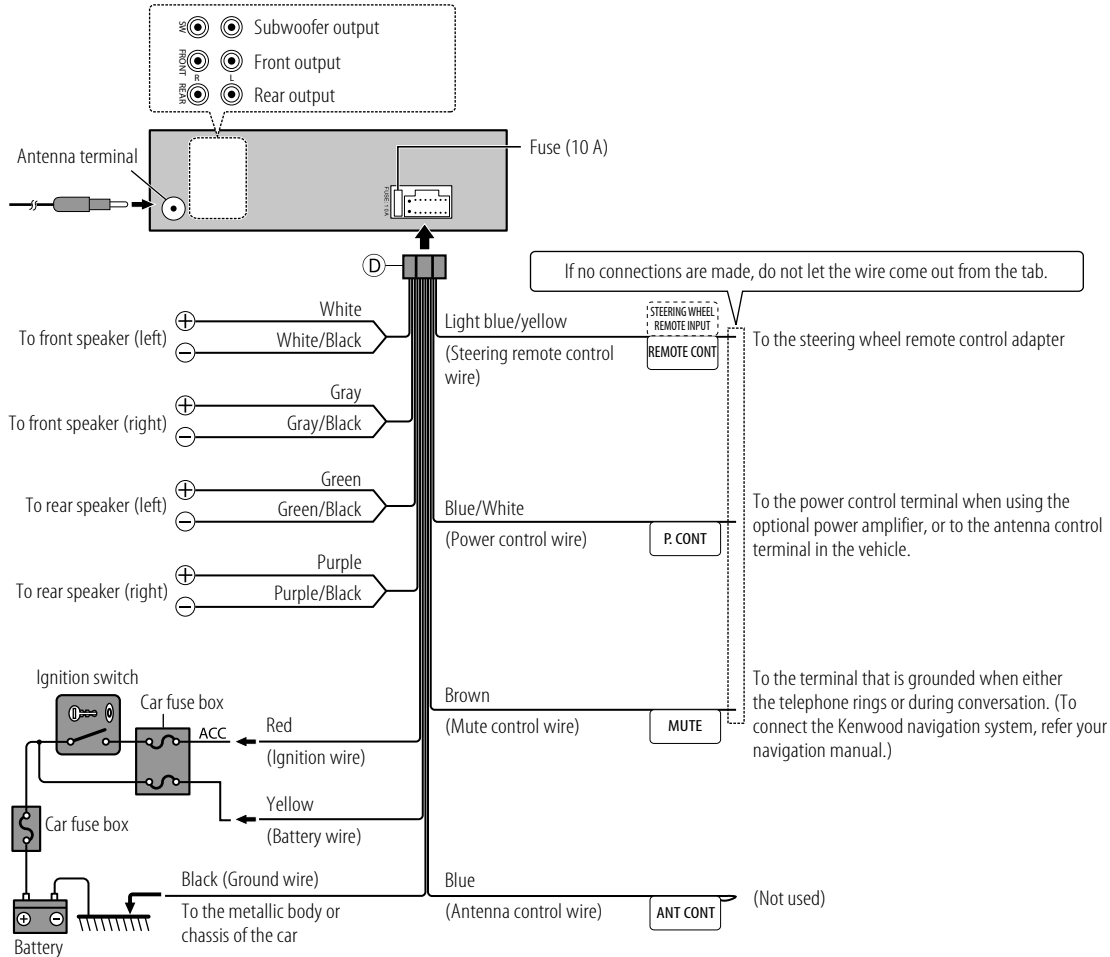 SW
Subwoofer output
FRONT
Front output
R
L
REAR
Rear output
Antenna terminal
Fuse (10 A)
FUSE 10A
D
If no connections are made, do not let the wire come out from the tab.
To front speaker (left)
+
White
White/Black
−
Light blue/yellow
(Steering remote control
wire)
STEERING WHEEL
REMOTE INPUT
REMOTE CONT
To the steering wheel remote control adapter
To front speaker (right)
+
Gray
Gray/Black
−
To rear speaker (left)
+
Green
Green/Black
−
Blue/White
(Power control wire)
P. CONT
To the power control terminal when using the
optional power amplifier, or to the antenna control
terminal in the vehicle.
To rear speaker (right)
+
Purple
Purple/Black
−
Ignition switch
Car fuse box
ACC
Red
(Ignition wire)
Brown
(Mute control wire)
MUTE
To the terminal that is grounded when either
the telephone rings or during conversation. (To
connect the Kenwood navigation system, refer your
navigation manual.)
Yellow
(Battery wire)
Car fuse box
Black (Ground wire)
To the metallic body or
chassis of the car
+
−
Battery
Blue
(Antenna control wire)
ANT CONT
(Not used)